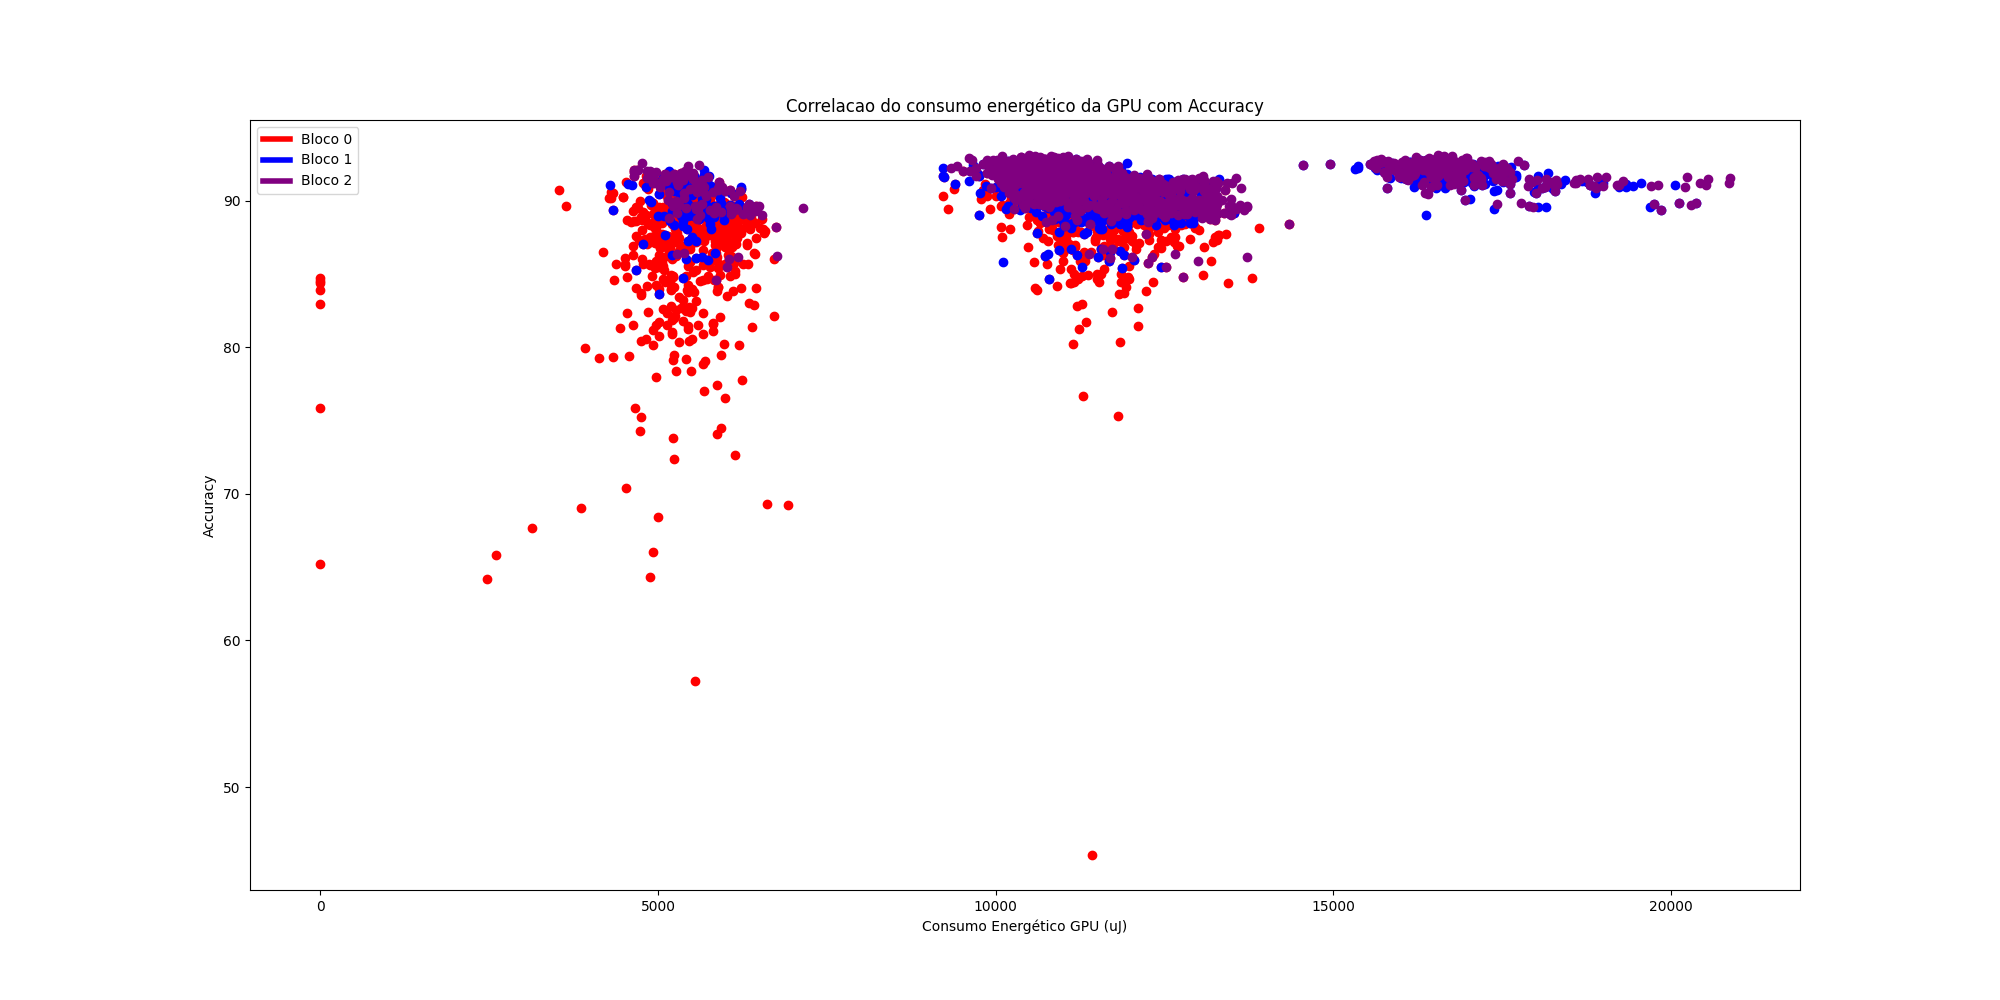 Correlacao do consumo energético da GPU com Accuracy
Bloco 0
Bloco 1
Bloco 2
Accuracy
90
80
70
60
50
0
5000
10000
15000
20000
Consumo Energético GPU (uJ)